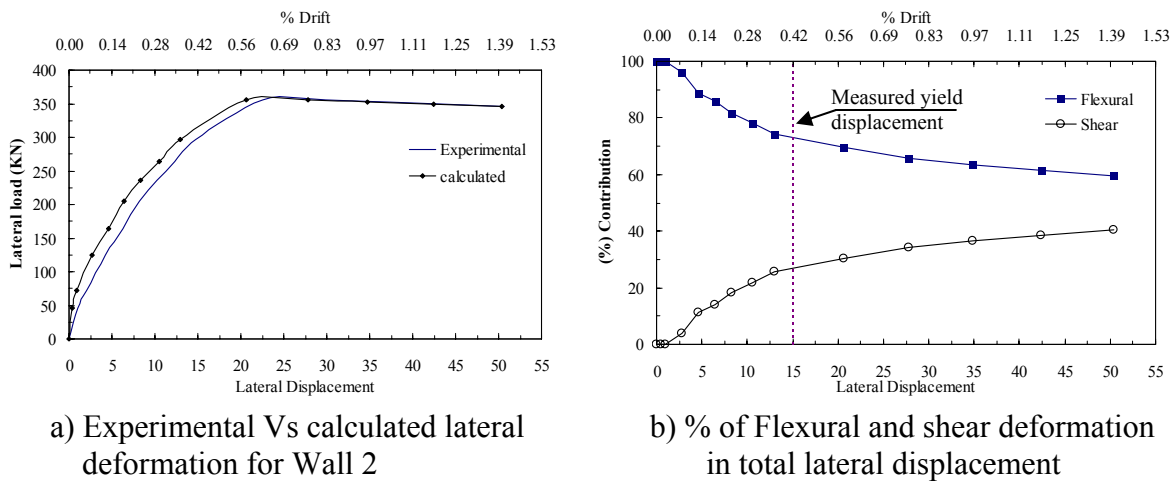 % Drift
0.00 0.14 0.28 0.42 0.56 0.69 0.83 0.97 1.11 1.25 1.39 1.53
400
350
300
250
200
150
100
50
0
Lateral load (KN)
Experimental
calculated
0 5 10 15 20 25 30 35 40 45 50 55
Lateral Displacement
a) Experimental Vs calculated lateral
deformation for Wall 2
% Drift
0.00 0.14 0.28 0.42 0.56 0.69 0.83 0.97 1.11 1.25 1.39 1.53
100
80
60
40
20
0
(%) Contribution
Measured yield
displacement
Flexural
Shear
0 5 10 15 20 25 30 35 40 45 50 55
Lateral Displacement
b) % of Flexural and shear deformation
in total lateral displacement